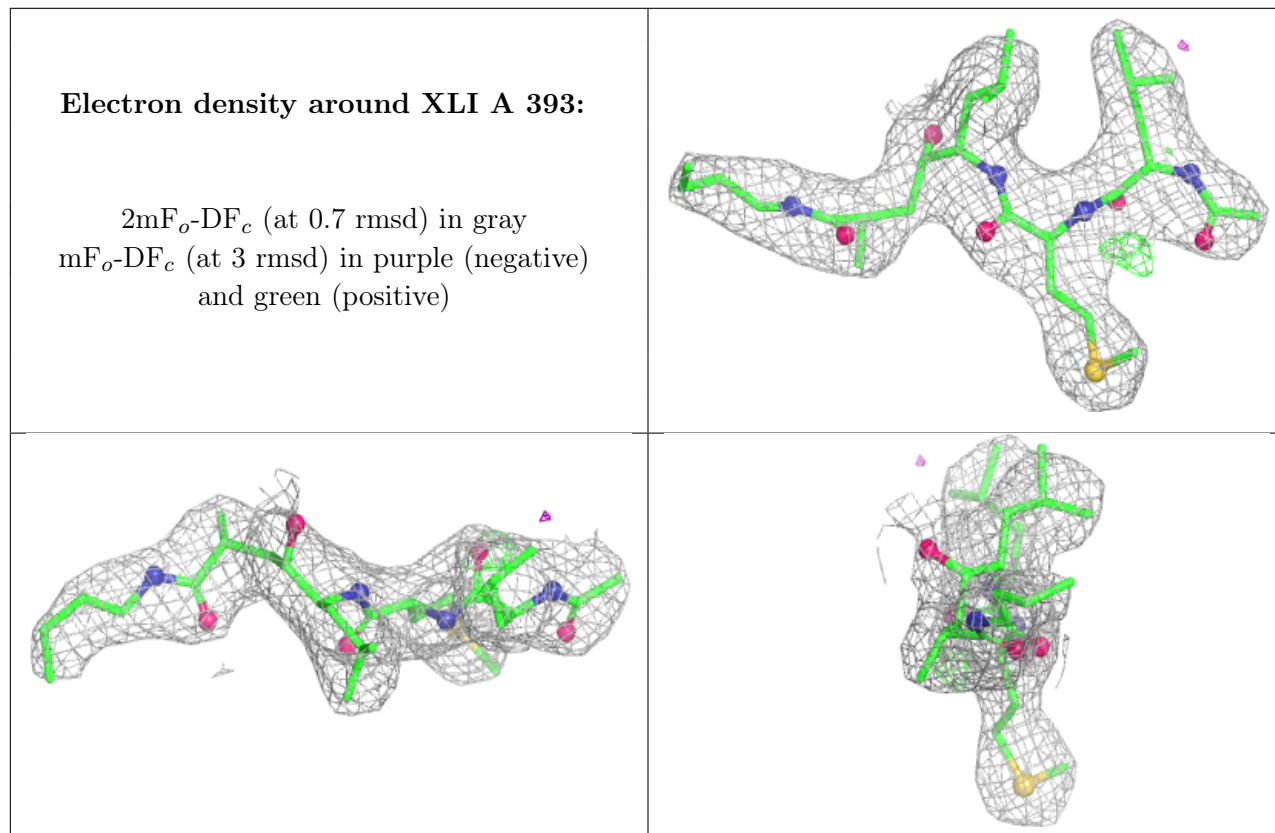 Electron density around XLI A 393:
2mFo-DFc (at 0.7 rmsd) in gray
mFo-DFc (at 3 rmsd) in purple (negative)
and green (positive)